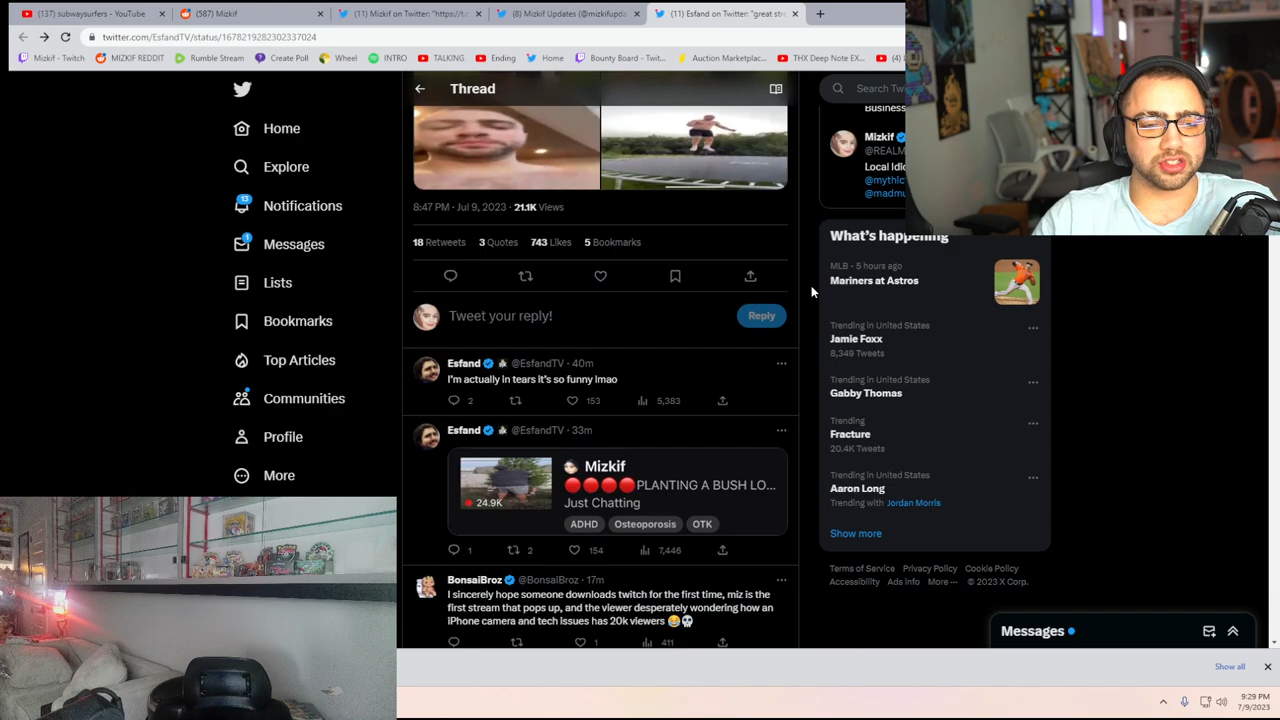 (137) subwaysurfers - YouTube
(587) Mizkif
(11) Mizkif on Twitter: "https://t.c
(8) Mizkif Updates (@mizkifupda
(11) Esfand on Twitter: "great stre
twitter.com/EsfandTV/status/1678219282302337024
Mizkif - Twitch
MIZKIF REDDIT
Rumble Stream
Create Poll
Wheel
INTRO
TALKING
Ending
Home
Bounty Board - Twit...
Auction Marketplac...
THX Deep Note EX...
(4)
Home
Explore
13
Notifications
1
Messages
Lists
Bookmarks
Top Articles
Communities
Profile
More
Thread
8:47 PM · Jul 9, 2023 · 21.1K Views
18 Retweets 3 Quotes 743 Likes 5 Bookmarks
Tweet your reply!
Reply
Esfand @EsfandTV · 40m
I'm actually in tears it's so funny lmao
2 153 5,383
Esfand @EsfandTV · 33m
24.9K
Mizkif
PLANTING A BUSH LO...
Just Chatting
ADHD Osteoporosis OTK
1 2 154 7,446
BonsaiBroz @BonsaiBroz · 17m
I sincerely hope someone downloads twitch for the first time, miz is the
first stream that pops up, and the viewer desperately wondering how an
iPhone camera and tech issues has 20k viewers 😂💀
1 411
Search Tw
Business
Mizkif
@REALM
Local Idi
@mythic
@madmu
What's happening
MLB · 5 hours ago
Mariners at Astros
Trending in United States
Jamie Foxx
8,349 Tweets
Trending in United States
Gabby Thomas
Trending
Fracture
20.4K Tweets
Trending in United States
Aaron Long
Trending with Jordan Morris
Show more
Terms of Service Privacy Policy Cookie Policy
Accessibility Ads info More ··· © 2023 X Corp.
Messages
Show all
9:29 PM
7/9/2023